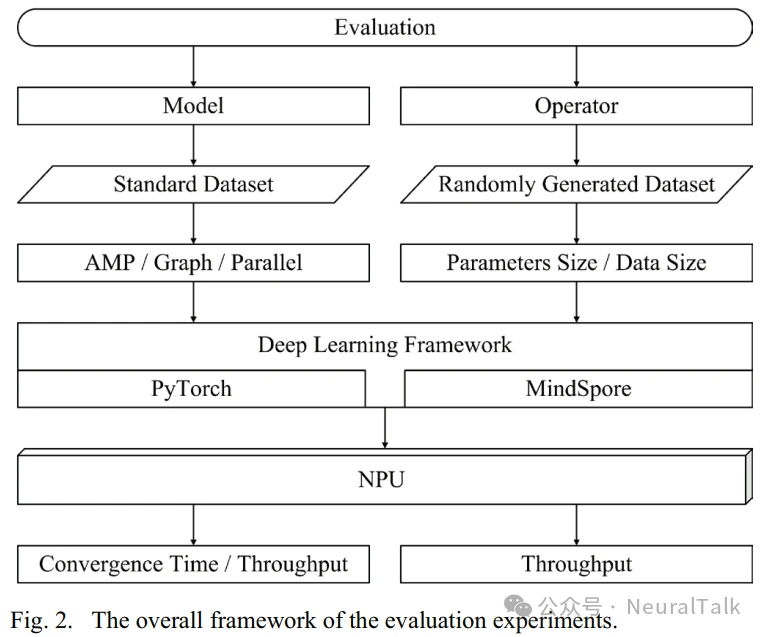 Evaluation
Model
Operator
Standard Dataset
Randomly Generated Dataset
AMP / Graph / Parallel
Parameters Size / Data Size
Deep Learning Framework
PyTorch
MindSpore
NPU
Convergence Time / Throughput
Throughput
Fig. 2. The overall framework of the evaluation experiments.
公众号 · NeuralTalk